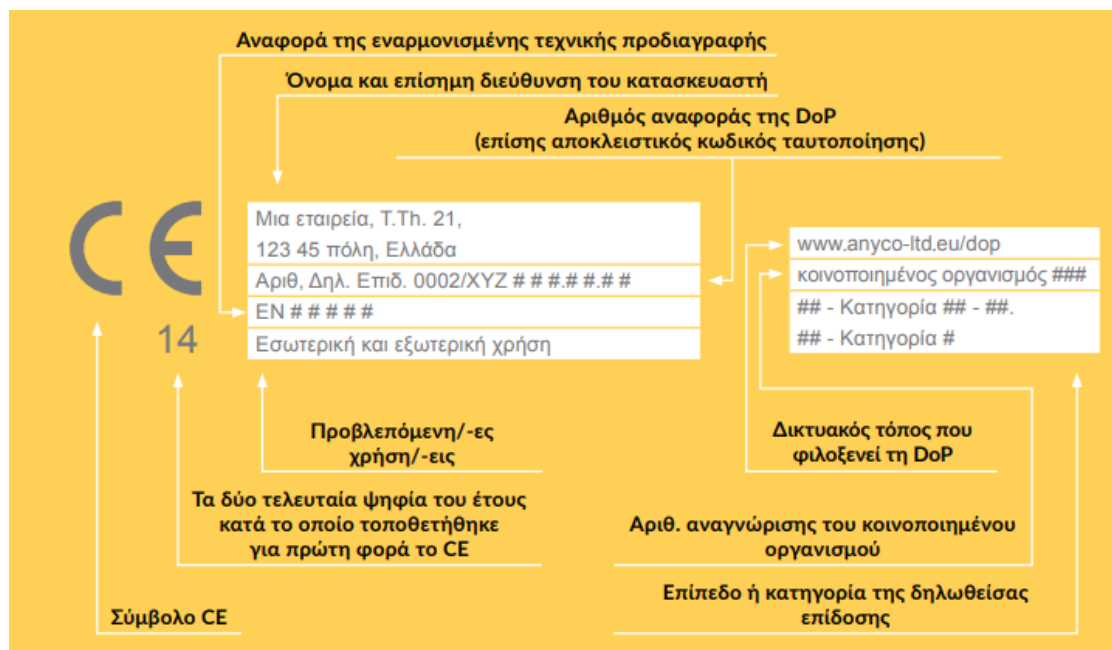 Αναφορά της εναρμονισμένης τεχνικής προδιαγραφής
Όνομα και επίσημη διεύθυνση του κατασκευαστή
Αριθμός αναφοράς της DoP
(επίσης αποκλειστικός κωδικός ταυτοποίησης)
CE
14
Μια εταιρεία, T.Th. 21,
123 45 πόλη, Ελλάδα
Αριθ, Δηλ. Επιδ. 0002/XYZ # # #.# #.# #
EN # # # # #
Εσωτερική και εξωτερική χρήση
www.anyco-ltd.eu/dop
κοινοποιημένος οργανισμός ###
## - Κατηγορία ## - ##.
## - Κατηγορία #
Προβλεπόμενη/-ες
χρήση/-εις
Δικτυακός τόπος που
φιλοξενεί τη DoP
Τα δύο τελευταία ψηφία του έτους
κατά το οποίο τοποθετήθηκε
για πρώτη φορά το CE
Αριθ. αναγνώρισης του κοινοποιημένου
οργανισμού
Σύμβολο CE
Επίπεδο ή κατηγορία της δηλωθείσας
επίδοσης